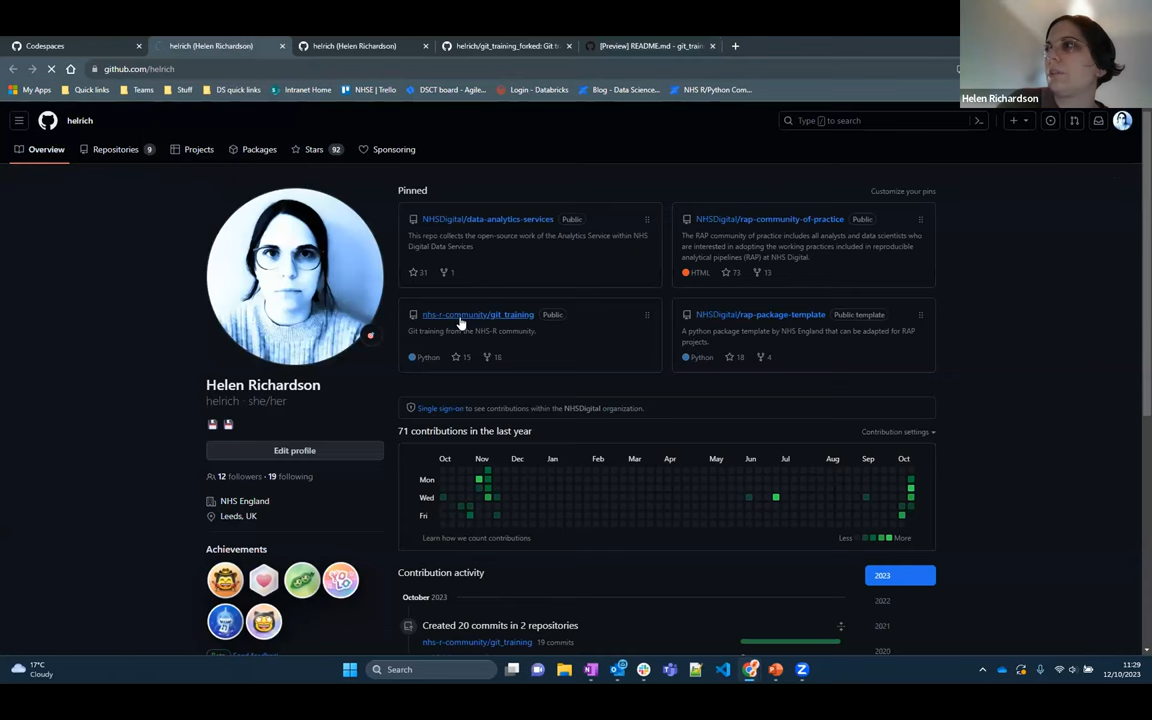 Codespaces
helrich (Helen Richardson)
helrich (Helen Richardson)
helrich/git_training_forked: Git t
[Preview] README.md - git_train
github.com/helrich
My Apps
Quick links
Teams
Stuff
DS quick links
Intranet Home
NHSE | Trello
DSCT board - Agile...
Login - Databricks
Blog - Data Science...
NHS R/Python Com...
Helen Richardson
helrich
Type / to search
Overview
Repositories 9
Projects
Packages
Stars 92
Sponsoring
Pinned
Customize your pins
NHSDigital/data-analytics-services Public
This repo collects the open-source work of the Analytics Service within NHS
Digital Data Services
31 1
NHSDigital/rap-community-of-practice Public
The RAP community of practice includes all analysts and data scientists who
are interested in adopting the working practices included in reproducible
analytical pipelines (RAP) at NHS Digital.
HTML 73 13
nhs-r-community/git_training Public
Git training from the NHS-R community.
Python 15 18
NHSDigital/rap-package-template Public template
A python package template by NHS England that can be adapted for RAP
projects.
Python 18 4
Helen Richardson
helrich · she/her
Edit profile
12 followers · 19 following
NHS England
Leeds, UK
Achievements
YOLO
Single sign-on to see contributions within the NHSDigital organization.
71 contributions in the last year
Contribution settings
Oct Nov Dec Jan Feb Mar Apr May Jun Jul Aug Sep Oct
Mon
Wed
Fri
Learn how we count contributions
Less More
Contribution activity
2023
2022
2021
2020
October 2023
Created 20 commits in 2 repositories
nhs-r-community/git_training 19 commits
17°C
Cloudy
Search
11:29
12/10/2023